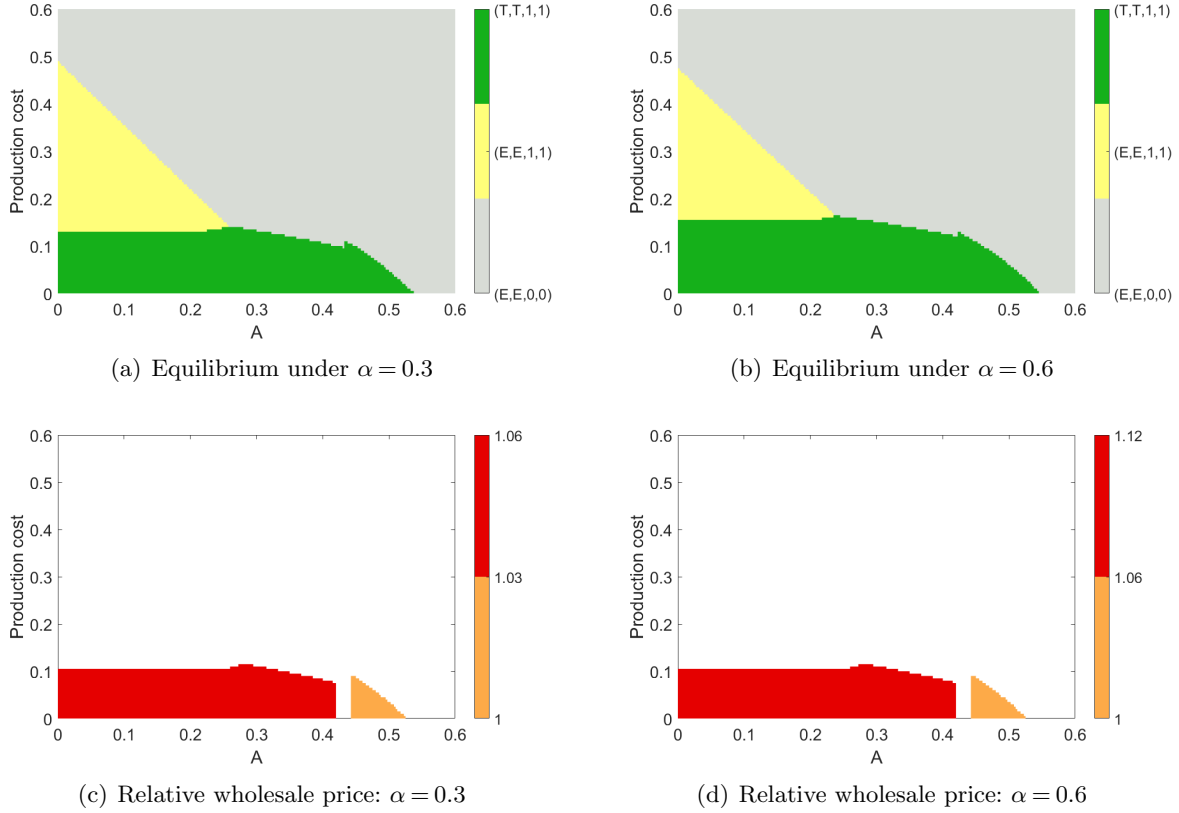 0.6
0.5
0.4
0.3
0.2
0.1
0
Production cost
0 0.1 0.2 0.3 0.4 0.5 0.6
A
(T,T,1,1)
(E,E,1,1)
(E,E,0,0)
(a) Equilibrium under α = 0.3
0.6
0.5
0.4
0.3
0.2
0.1
0
Production cost
0 0.1 0.2 0.3 0.4 0.5 0.6
A
(T,T,1,1)
(E,E,1,1)
(E,E,0,0)
(b) Equilibrium under α = 0.6
0.6
0.5
0.4
0.3
0.2
0.1
0
Production cost
0 0.1 0.2 0.3 0.4 0.5 0.6
A
1.06
1.03
1
(c) Relative wholesale price: α = 0.3
0.6
0.5
0.4
0.3
0.2
0.1
0
Production cost
0 0.1 0.2 0.3 0.4 0.5 0.6
A
1.12
1.06
1
(d) Relative wholesale price: α = 0.6